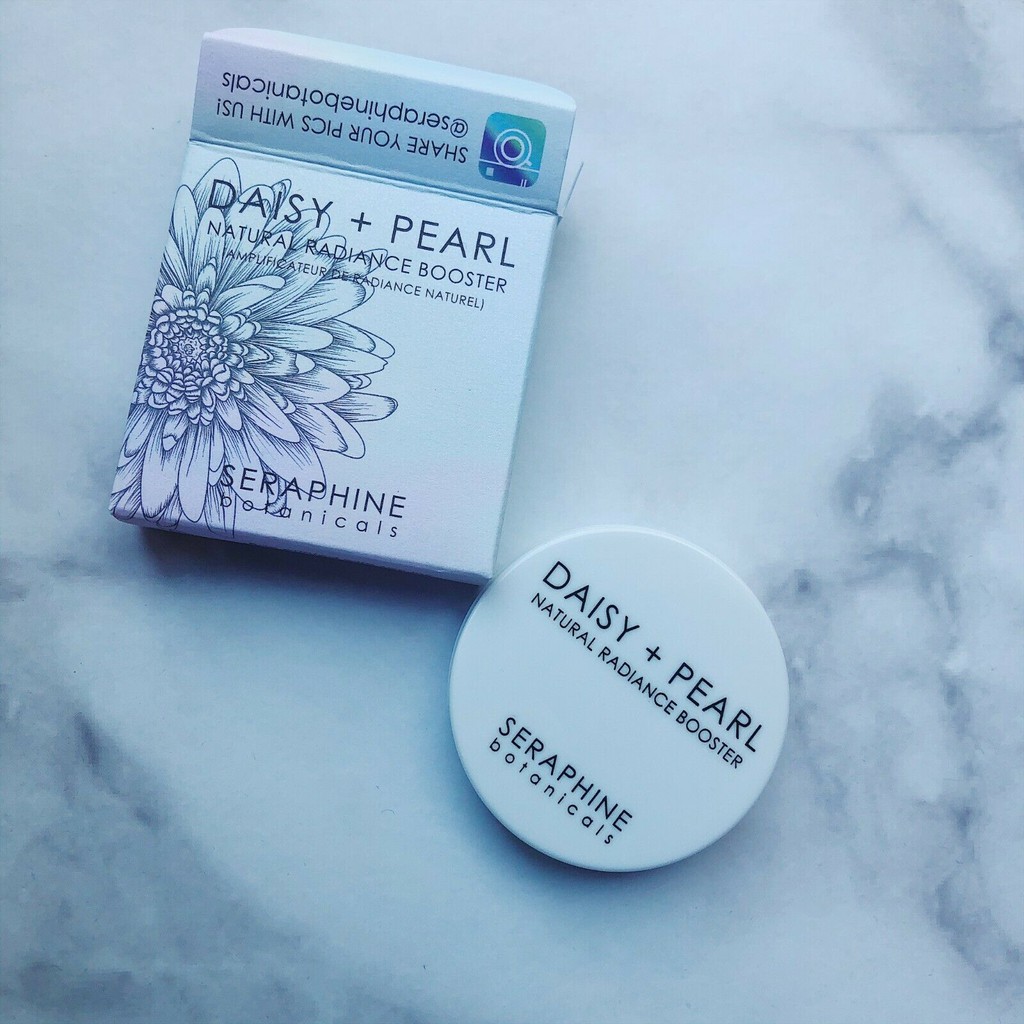 SHARE YOUR PICS WITH US!
@seraphinebotanicals
DAISY + PEARL
NATURAL RADIANCE BOOSTER
(AMPLIFICATEUR DE RADIANCE NATUREL)
SERAPHINE
botanicals
DAISY + PEARL
NATURAL RADIANCE BOOSTER
SERAPHINE
botanicals